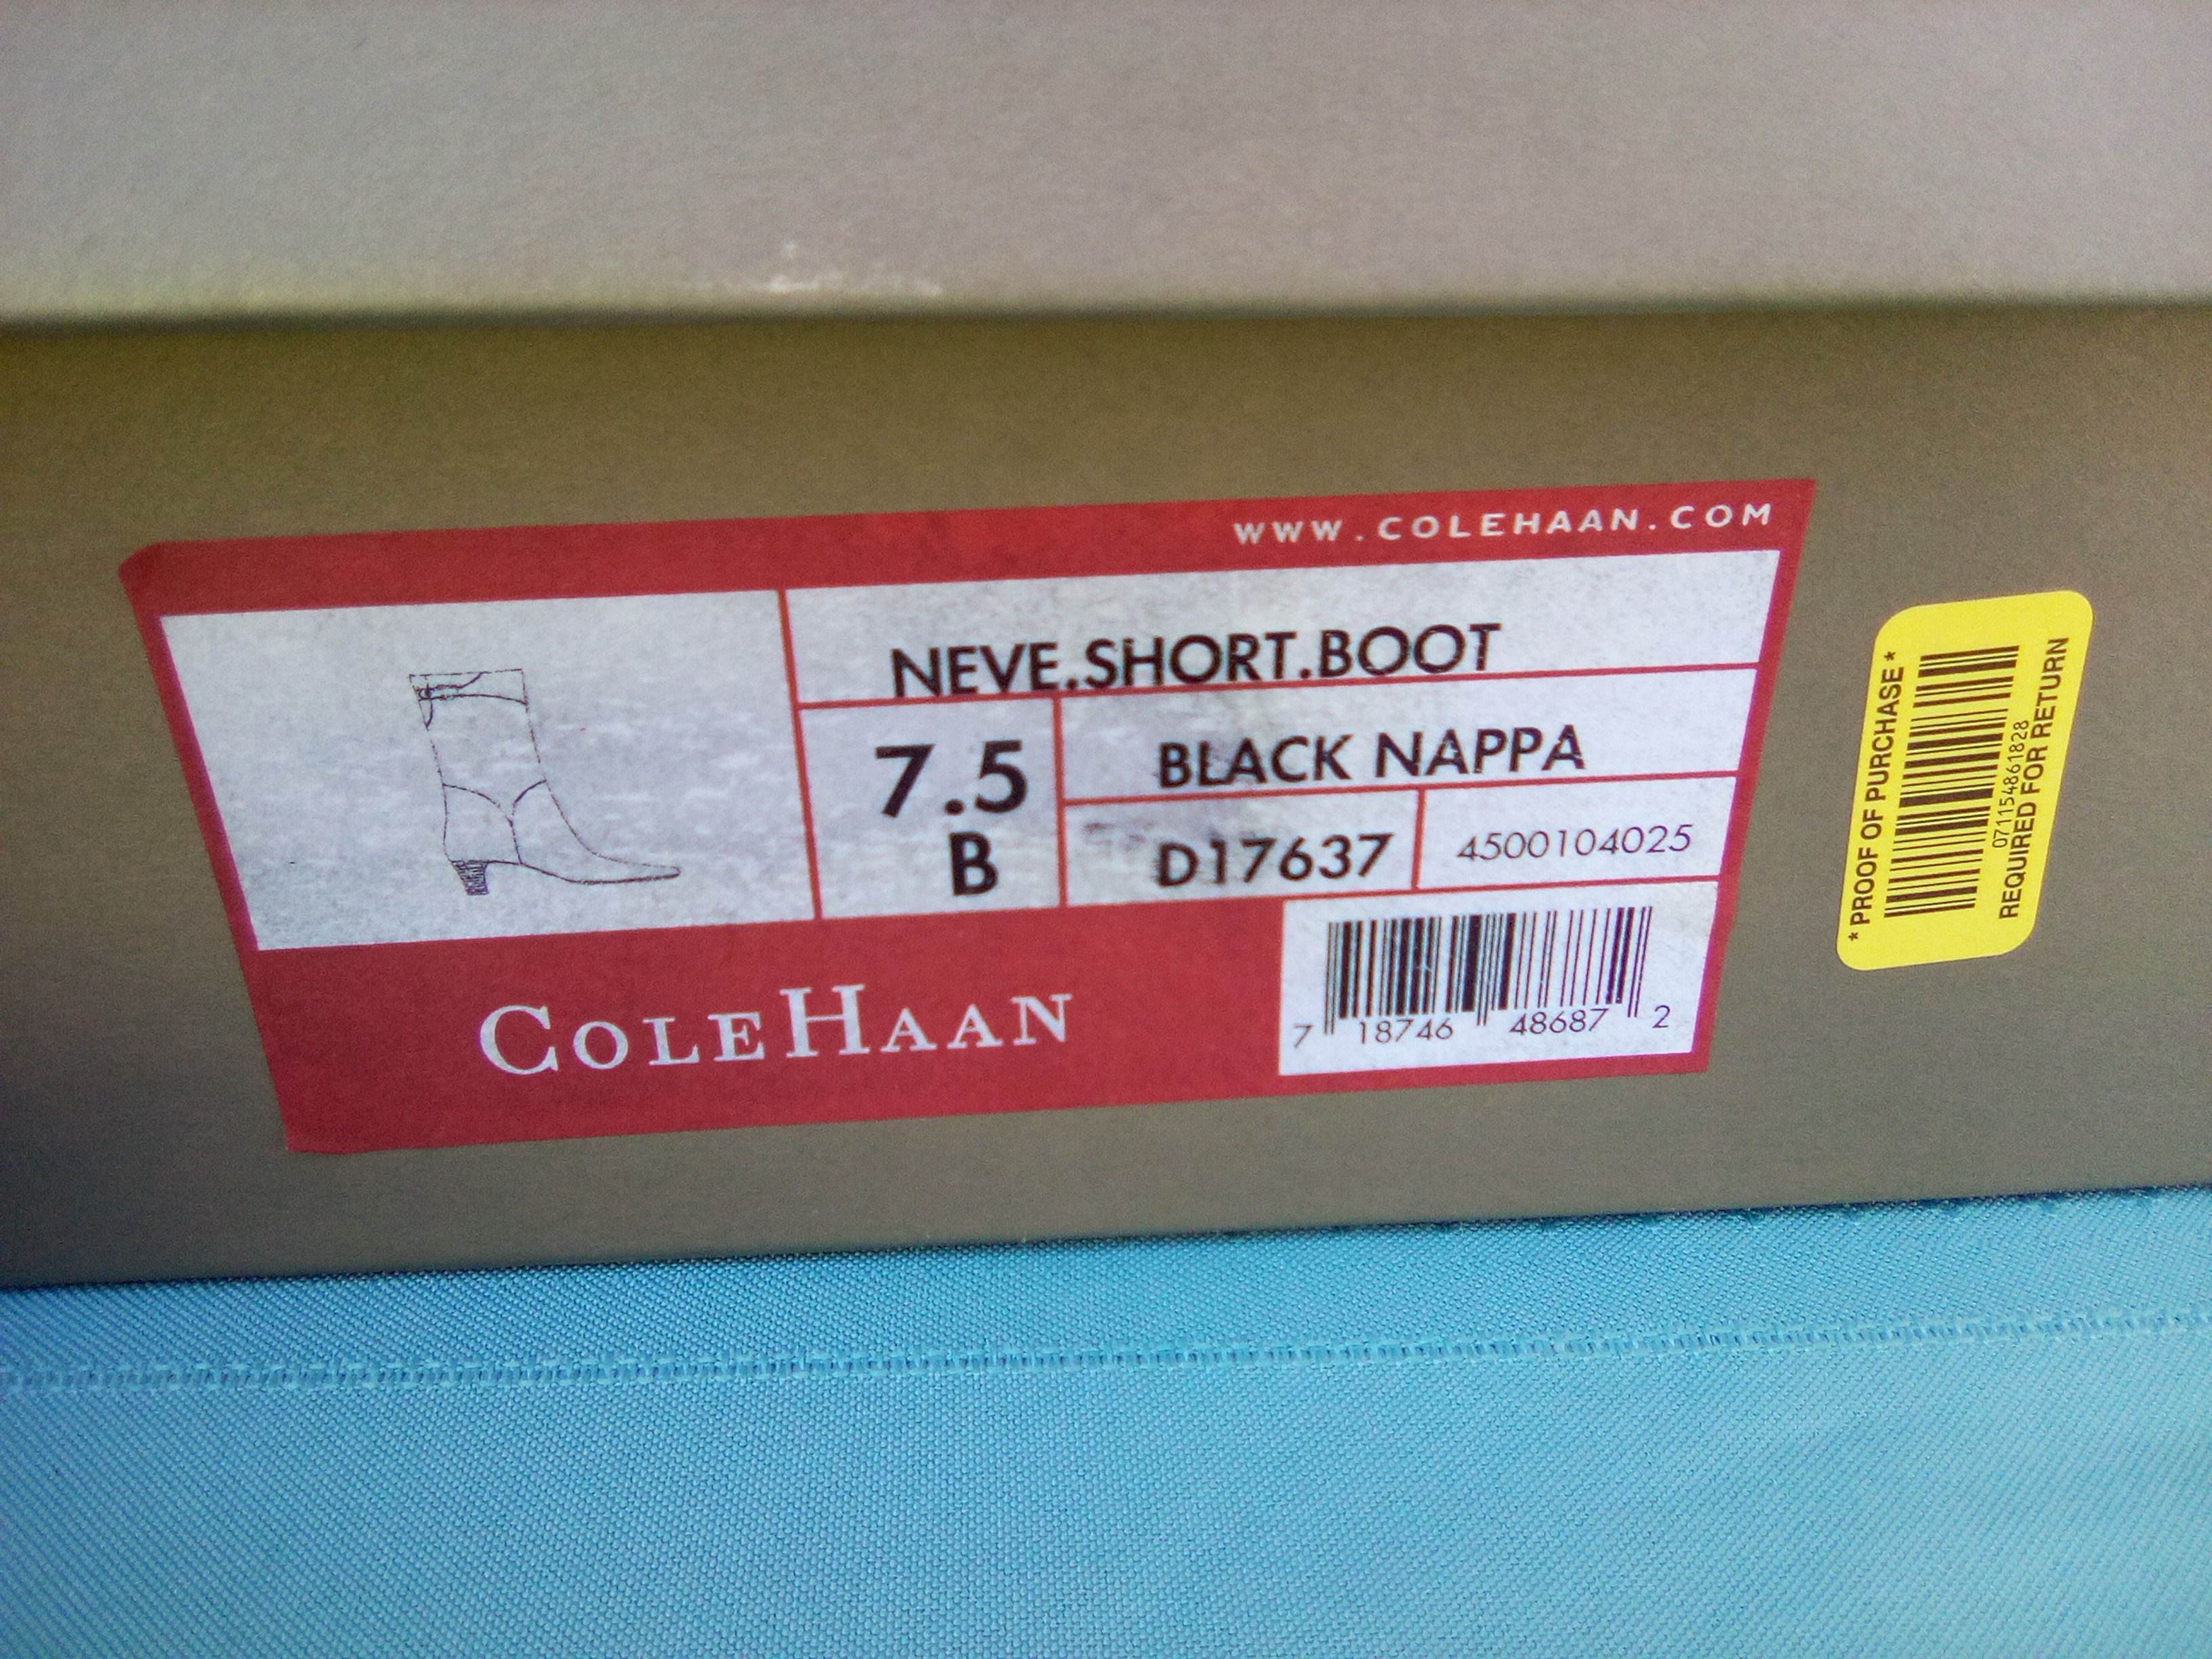 WWW.COLEHAAN.COM
NEVE.SHORT.BOOT
7.5
B
BLACK NAPPA
D17637
4500104025
COLEHAAN
7 18746 48687 2
* PROOF OF PURCHASE *
071154861828
REQUIRED FOR RETURN